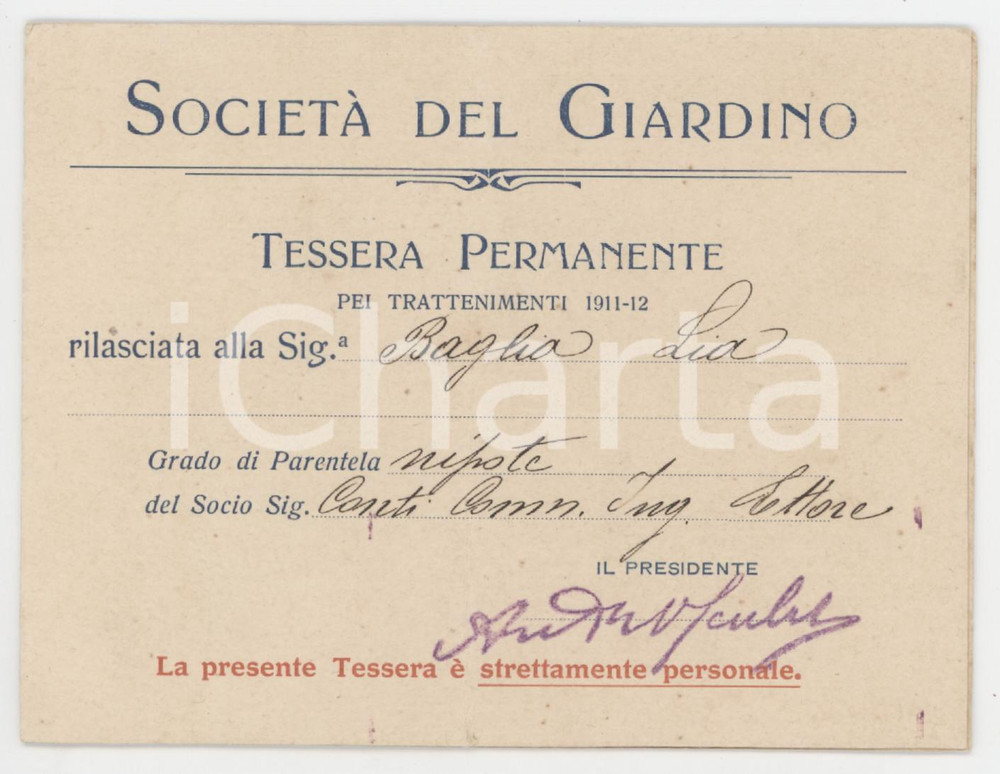 SOCIETÀ DEL GIARDINO
TESSERA PERMANENTE
PEI TRATTENIMENTI 1911-12
rilasciata alla Sig.ª Baglia Lia
iCharta
Grado di Parentela nipote
del Socio Sig. Conti Comm. Ing. Ettore
IL PRESIDENTE
La presente Tessera è strettamente personale.